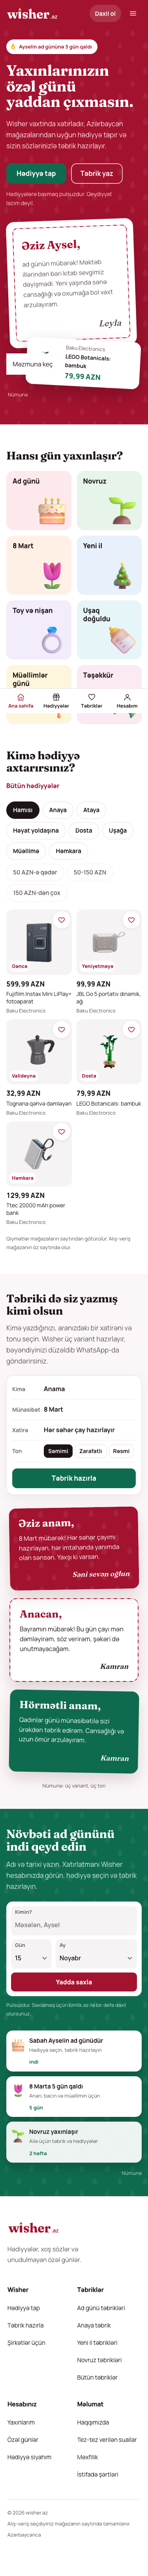 wisher.az
Daxil ol
Ayselin ad gününə 3 gün qaldı
Yaxınlarınızın
özəl günü
yaddan çıxmasın.
Wisher vaxtında xatırladır, Azərbaycan
mağazalarından uyğun hədiyyə tapır və
sizin sözlərinizlə təbrik hazırlayır.
Hədiyyə tap
Təbrik yaz
Hədiyyələrə baxmaq pulsuzdur. Qeydiyyat
lazım deyil.
Əziz Aysel,
ad günün mübarək! Məktəb
illərindən bəri kitab sevgimiz
dəyişmədi. Yeni yaşında sənə
cansağlığı və oxumağa bol vaxt
arzulayıram.
Leyla
Məzmuna keç
Baku Electronics
LEGO Botanicals:
bambuk
79,99 AZN
Nümunə
Hansı gün yaxınlaşır?
Ad günü
Novruz
8 Mart
Yeni il
Toy və nişan
Uşaq
doğuldu
Müəllimlər
günü
Təşəkkür
Ana səhifə
Hədiyyələr
Təbriklər
Hesabım
Kimə hədiyyə
axtarırsınız?
Bütün hədiyyələr
Hamısı
Anaya
Ataya
Həyat yoldaşına
Dosta
Uşağa
Müəllimə
Həmkara
50 AZN-ə qədər
50-150 AZN
150 AZN-dən çox
Gəncə
Yeniyetməyə
599,99 AZN
99,99 AZN
Fujifilm Instax Mini LiPlay+
fotoaparat
JBL Go 5 portativ dinamik,
ağ
Baku Electronics
Baku Electronics
Valideynə
Dosta
32,99 AZN
79,99 AZN
Tognana qəhvə dəmləyən
LEGO Botanicals: bambuk
Baku Electronics
Baku Electronics
Həmkara
129,99 AZN
Ttec 20000 mAh power
bank
Baku Electronics
Qiymətlər mağazaların saytından götürülür. Alış-veriş
mağazanın öz saytında olur.
Təbriki də siz yazmış
kimi olsun
Kimə yazdığınızı, aranızdakı bir xatirəni və
tonu seçin. Wisher üç variant hazırlayır,
bəyəndiyinizi düzəldib WhatsApp-da
göndərirsiniz.
Kimə
Anama
Münasibət
8 Mart
Xatirə
Hər səhər çay hazırlayır
Ton
Səmimi
Zarafatlı
Rəsmi
Təbrik hazırla
Əziz anam,
8 Mart mübarək! Hər səhər çayımı
hazırlayan, hər imtahanda yanımda
olan sənsən. Yaxşı ki varsan.
Səni sevən oğlun
Anacan,
Bayramın mübarək! Bu gün çayı mən
dəmləyirəm, söz verirəm, şəkəri də
unutmayacağam.
Kamran
Hörmətli anam,
Qadınlar günü münasibətilə sizi
ürəkdən təbrik edirəm. Cansağlığı və
uzun ömür arzulayıram.
Kamran
Nümunə: üç variant, üç ton
Növbəti ad gününü
indi qeyd edin
Adı və tarixi yazın. Xatırlatmanı Wisher
hesabınızda görün, hədiyyə seçin və təbrik
hazırlayın.
Kimin?
Məsələn, Aysel
Gün
Ay
15
Noyabr
Yadda saxla
Pulsuzdur. Saxlamaq üçün
Sabah Ayselin ad günüdür
Hədiyyə seçin, təbrik hazırlayın
indi
8 Marta 5 gün qaldı
Anan, bacın və müəllimin üçün
5 gün
Novruz yaxınlaşır
Ailə üçün təbrik və hədiyyələr
2 həftə
Nümunə
wisher.az
Hədiyyələr, xoş sözlər və
unudulmayan özəl günlər.
Wisher
Təbriklər
Hədiyyə tap
Ad günü təbrikləri
Təbrik hazırla
Anaya təbrik
Şirkətlər üçün
Yeni il təbrikləri
Novruz təbrikləri
Bütün təbriklər
Hesabınız
Məlumat
Yaxınlarım
Haqqımızda
Özəl günlər
Tez-tez verilən suallar
Hədiyyə siyahım
Məxfilik
İstifadə şərtləri
© 2026 wisher.az
Alış-veriş seçdiyiniz mağazanın saytında tamamlanır.
Azərbaycanca